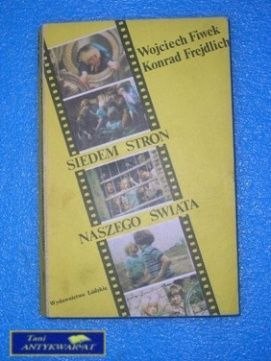 Wojciech Fiwek
Konrad Frejdlich
SIEDEM STRON
NASZEGO ŚWIATA
Wydawnictwo Łódzkie
Tani
ANTYKWARIAT